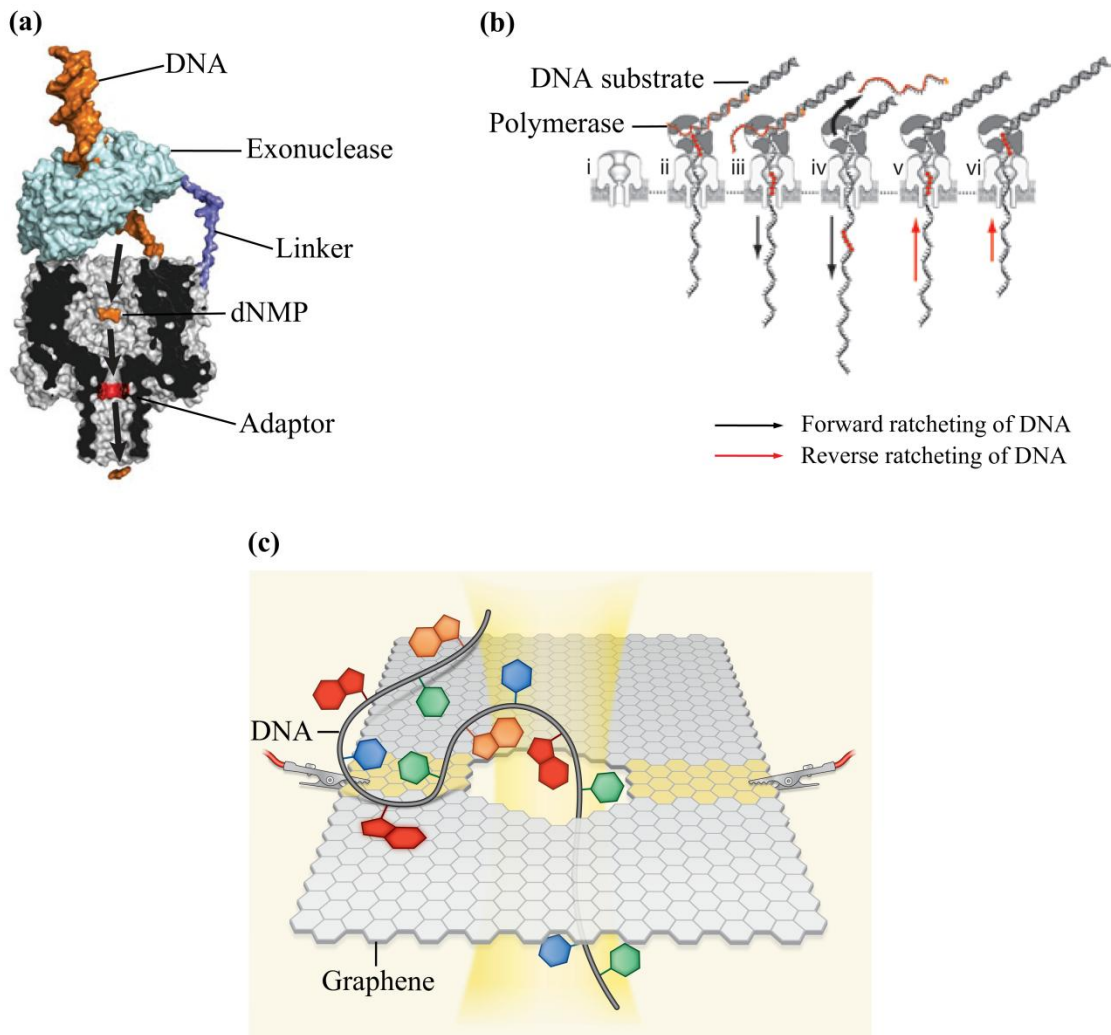 (a)
DNA
Exonuclease
Linker
dNMP
Adaptor
(b)
DNA substrate
Polymerase
i
ii
iii
iv
v
vi
Forward ratcheting of DNA
Reverse ratcheting of DNA
(c)
DNA
Graphene